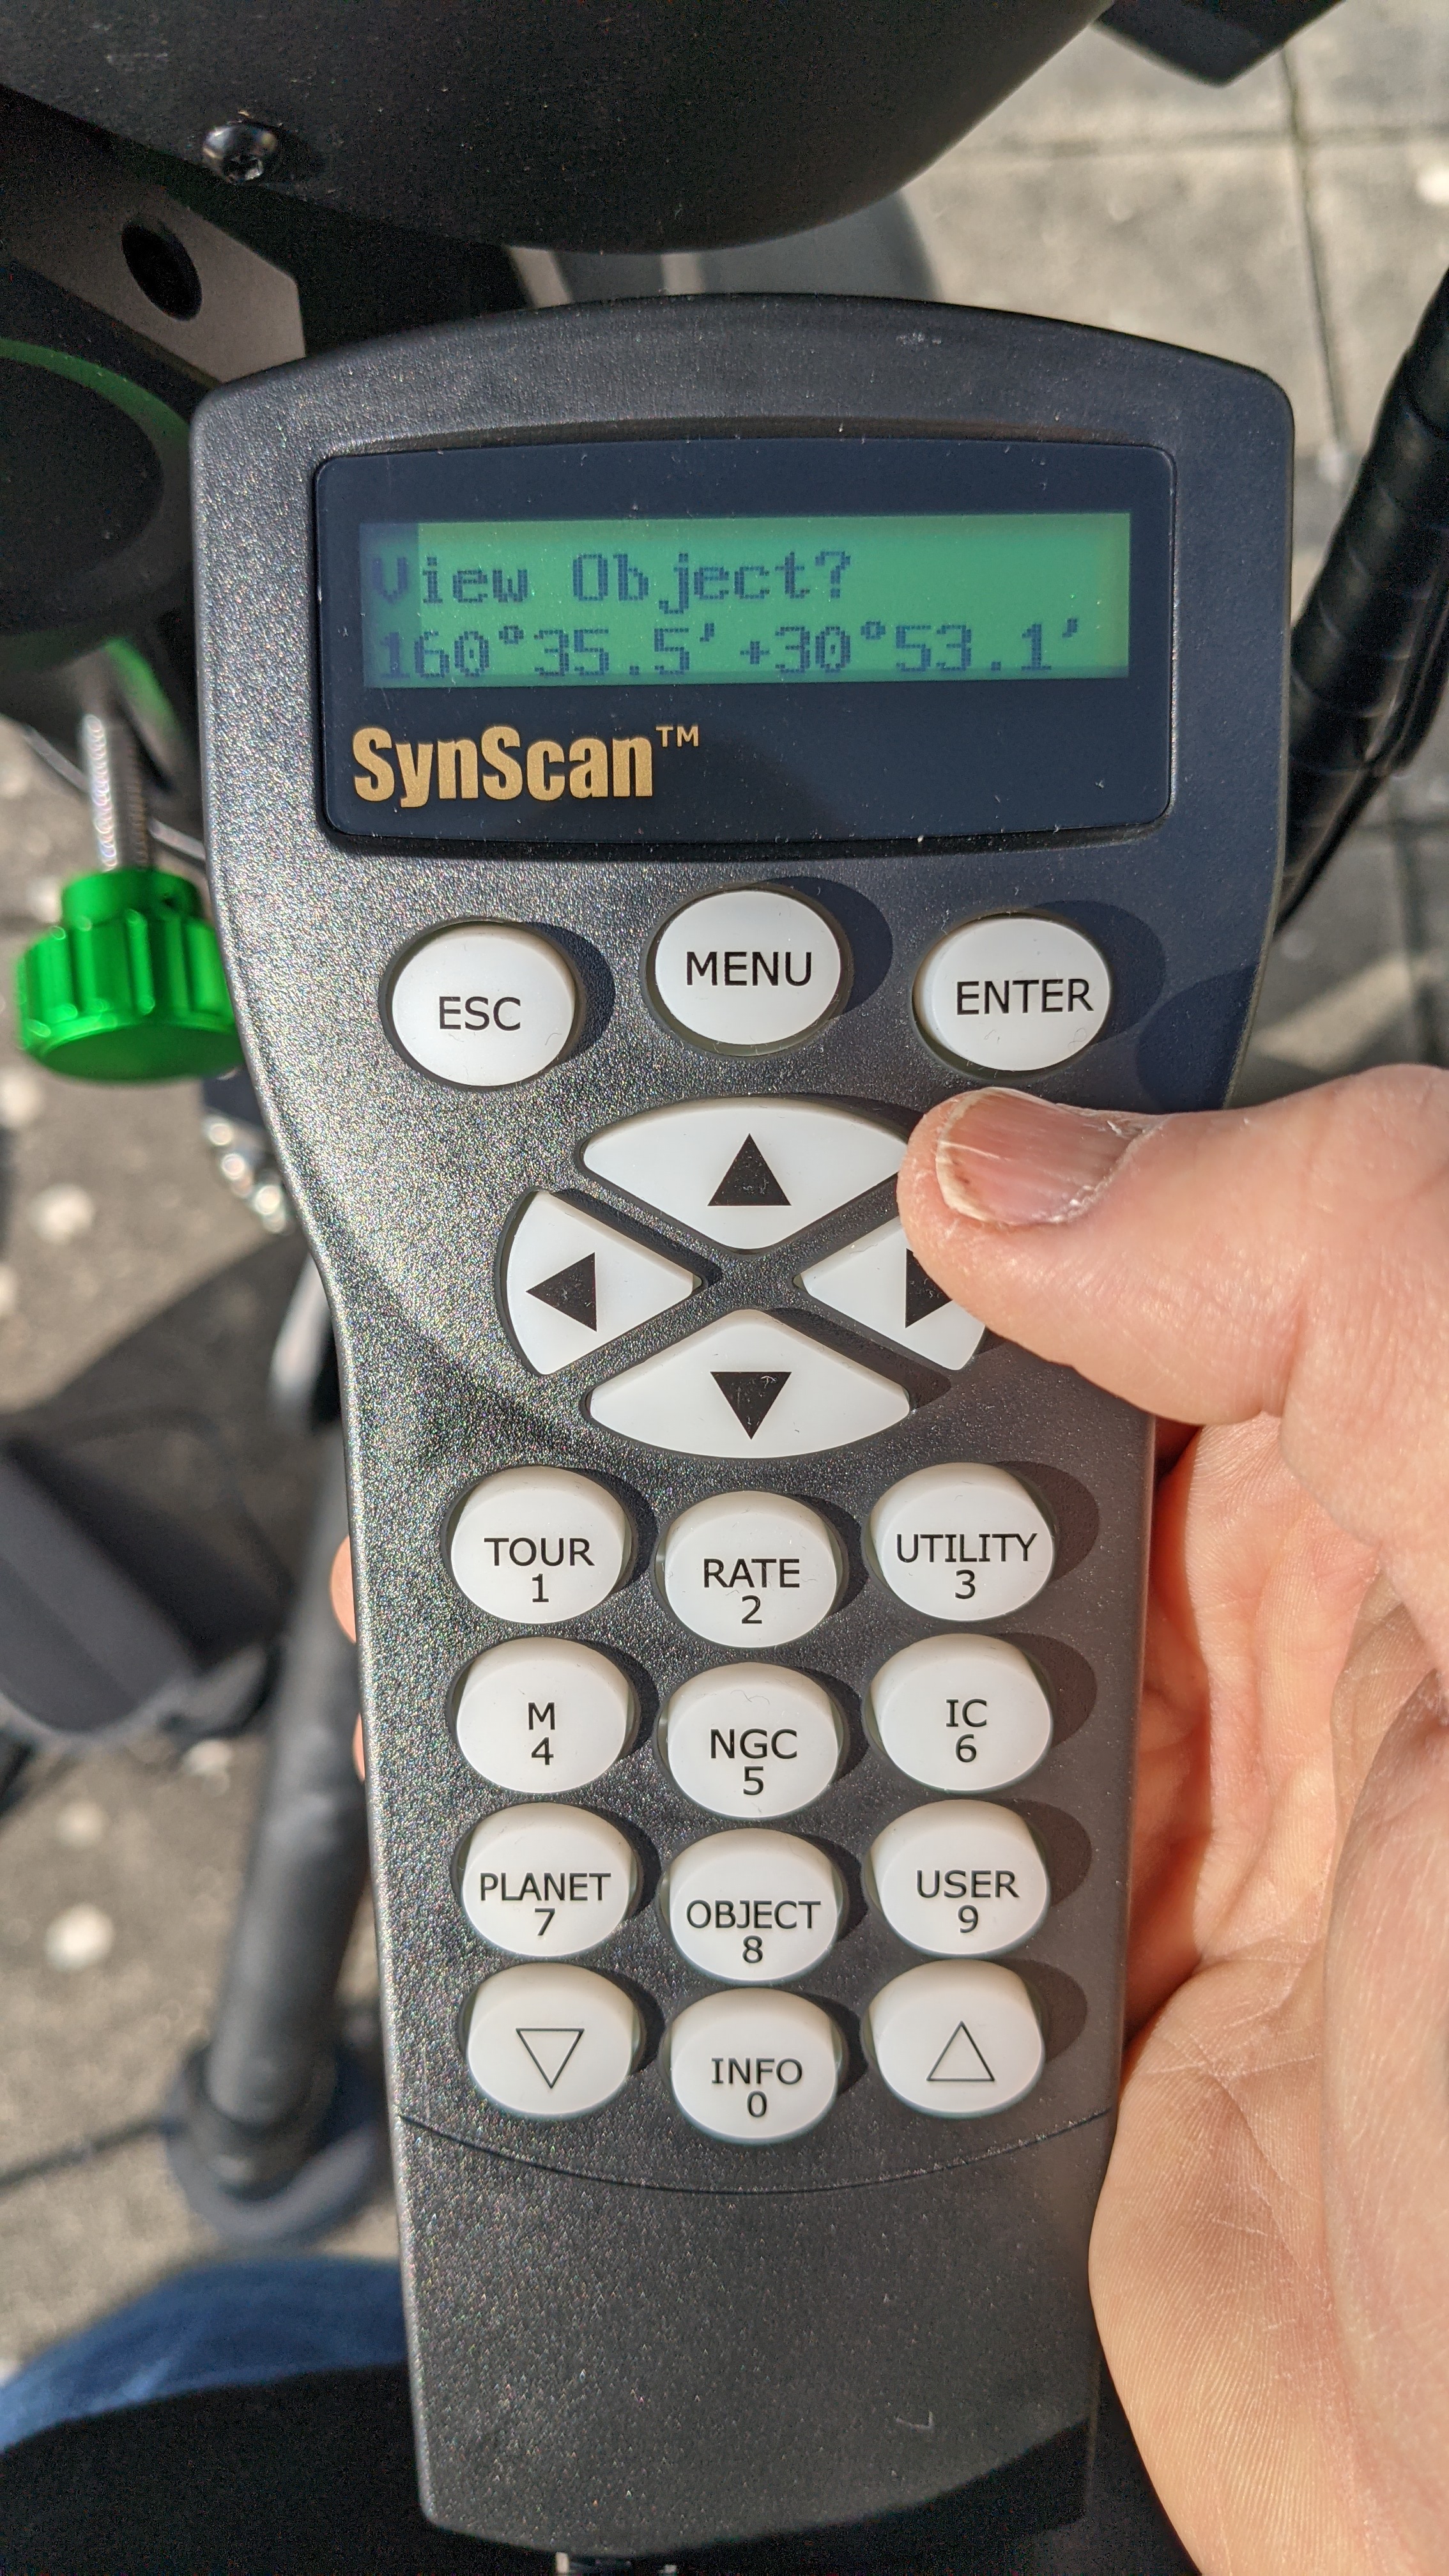 View Object?
160°35.5' +30°53.1'
SynScan™
ESC
MENU
ENTER
TOUR
1
RATE
2
UTILITY
3
M
4
NGC
5
IC
6
PLANET
7
OBJECT
8
USER
9
INFO
0